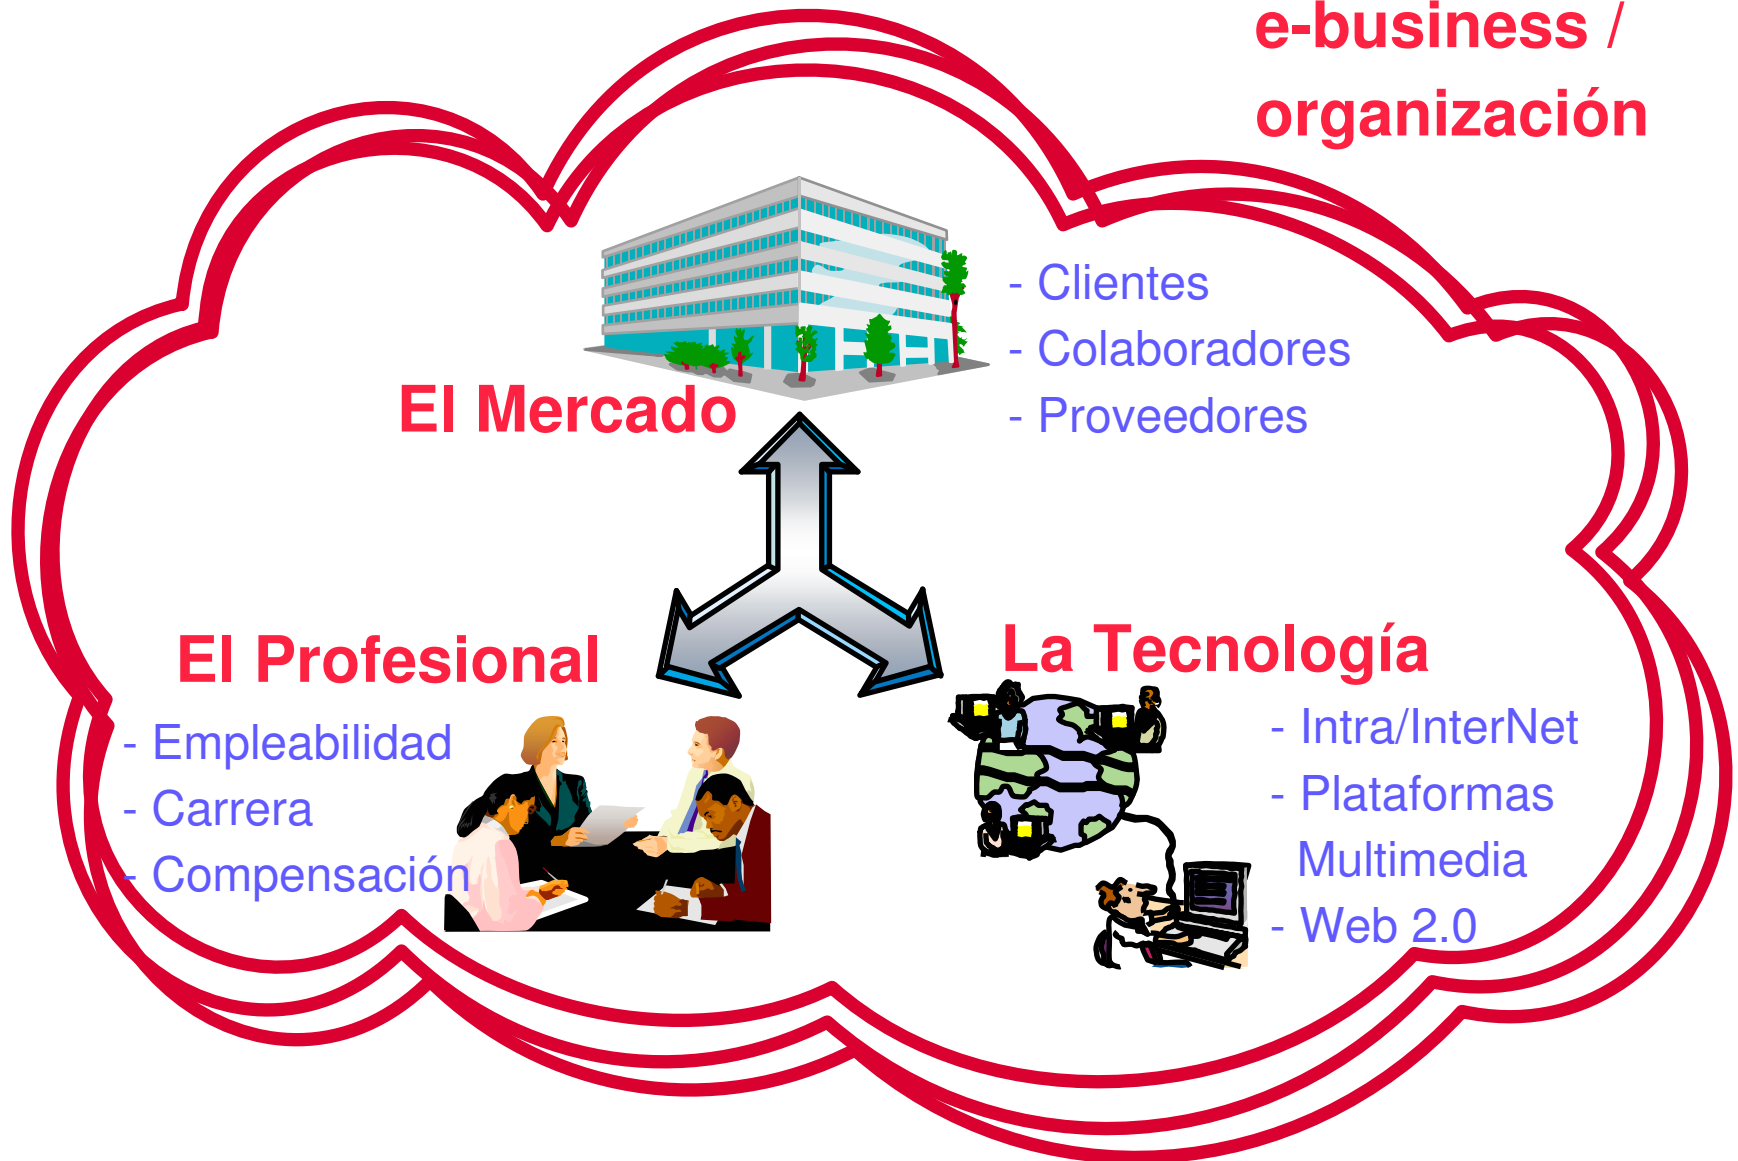 e-business /
organización
- Clientes
- Colaboradores
- Proveedores
El Mercado
El Profesional
- Empleabilidad
- Carrera
- Compensación
La Tecnología
- Intra/InterNet
- Plataformas
Multimedia
- Web 2.0